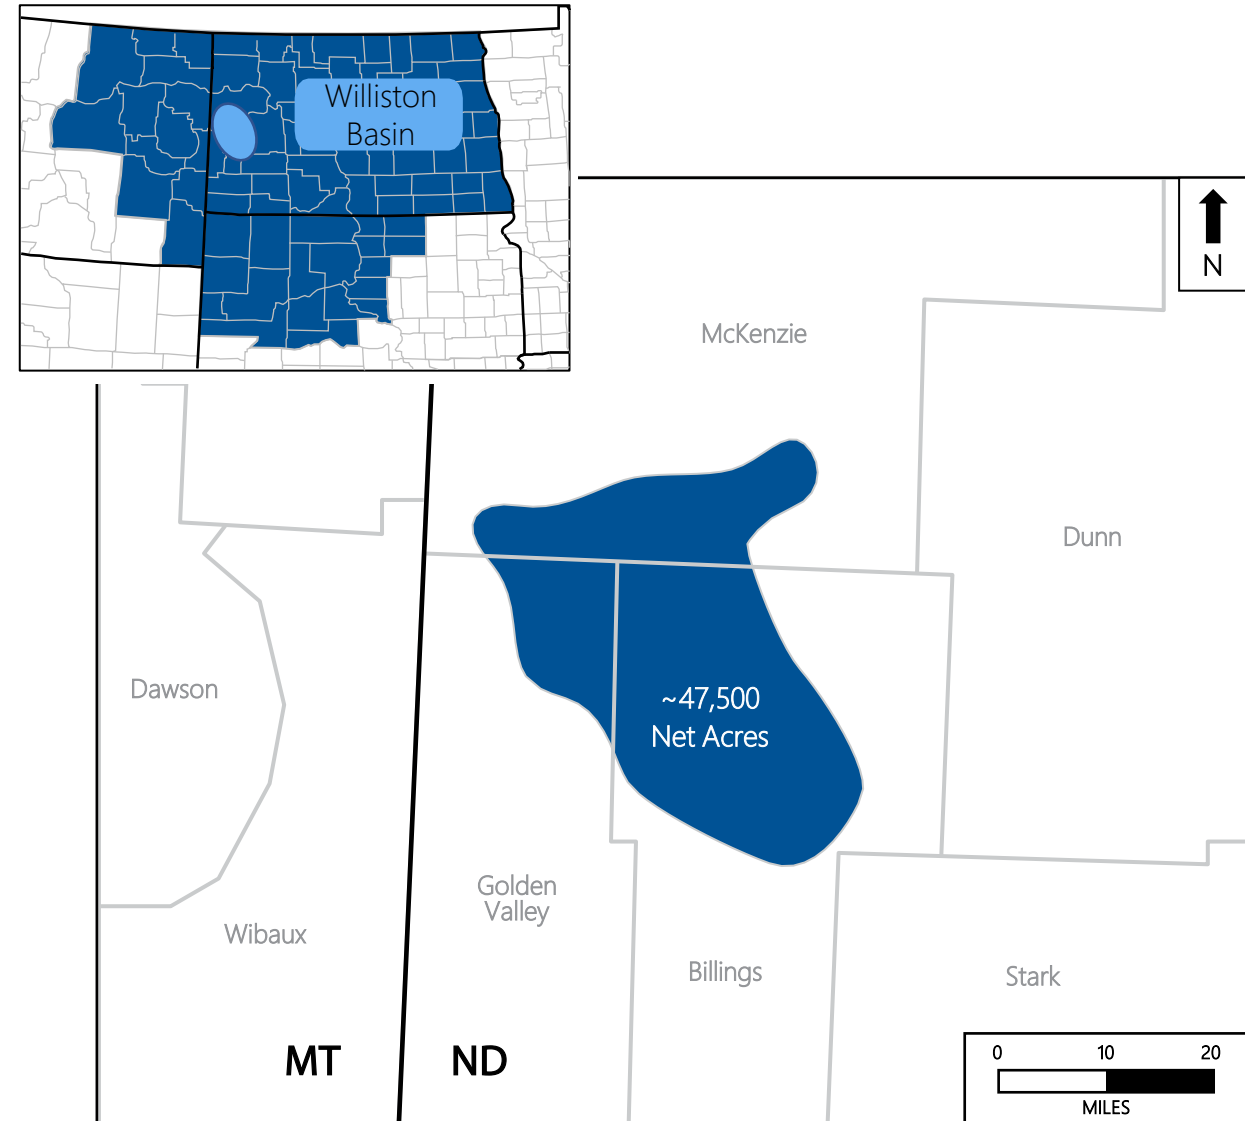 Williston
Basin
N
McKenzie
Dunn
Dawson
~47,500
Net Acres
Golden
Valley
Wibaux
Billings
Stark
MT
ND
0 10 20
MILES